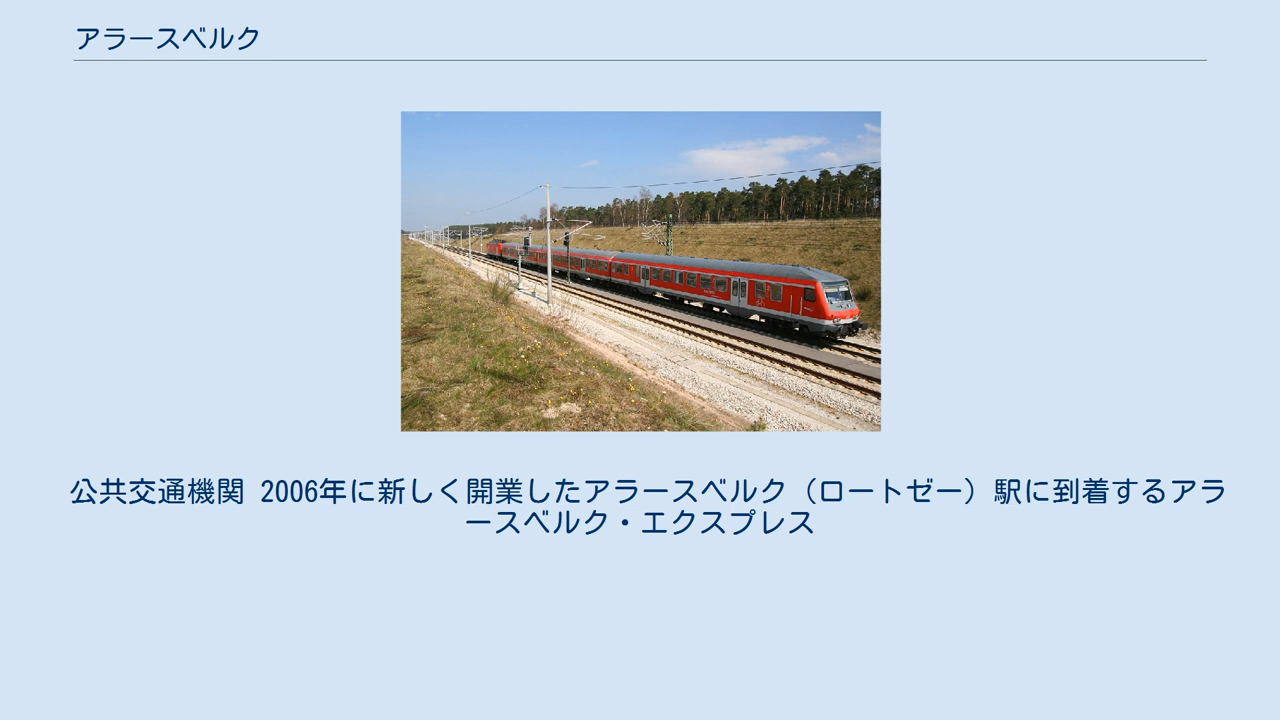 アラースベルク
公共交通機関 2006年に新しく開業したアラースベルク（ロートゼー）駅に到着するアラ
ースベルク・エクスプレス